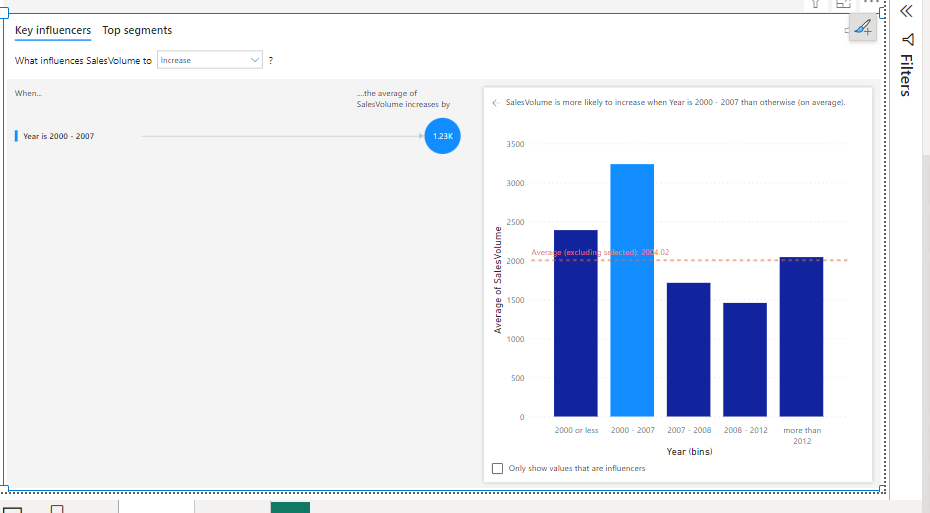 Key influencers Top segments
What influences SalesVolume to Increase ?
When...
....the average of
SalesVolume increases by
Year is 2000 - 2007
1.23K
SalesVolume is more likely to increase when Year is 2000 - 2007 than otherwise (on average).
3500
3000
2500
2000
1500
1000
500
0
Average of SalesVolume
Average (excluding selected): 2004.02
2000 or less
2000 - 2007
2007 - 2008
2008 - 2012
more than
2012
Year (bins)
Only show values that are influencers
Filters